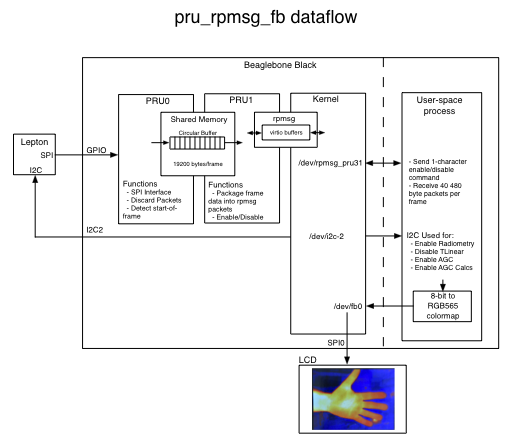 pru_rpmsg_fb dataflow
Beaglebone Black
PRU0
PRU1
Kernel
User-space
process
Shared Memory
Circular Buffer
19200 bytes/frame
rpmsg
virtio buffers
Lepton
SPI
I2C
GPIO
I2C2
Functions
- SPI Interface
- Discard Packets
- Detect start-of-
frame
Functions
- Package frame
data into rpmsg
packets
- Enable/Disable
/dev/rpmsg_pru31
- Send 1-character
enable/disable
command
- Receive 40 480
byte packets per
frame
/dev/i2c-2
I2C Used for:
- Enable Radiometry
- Disable TLinear
- Enable AGC
- Enable AGC Calcs
/dev/fb0
8-bit to
RGB565
colormap
SPI0
LCD